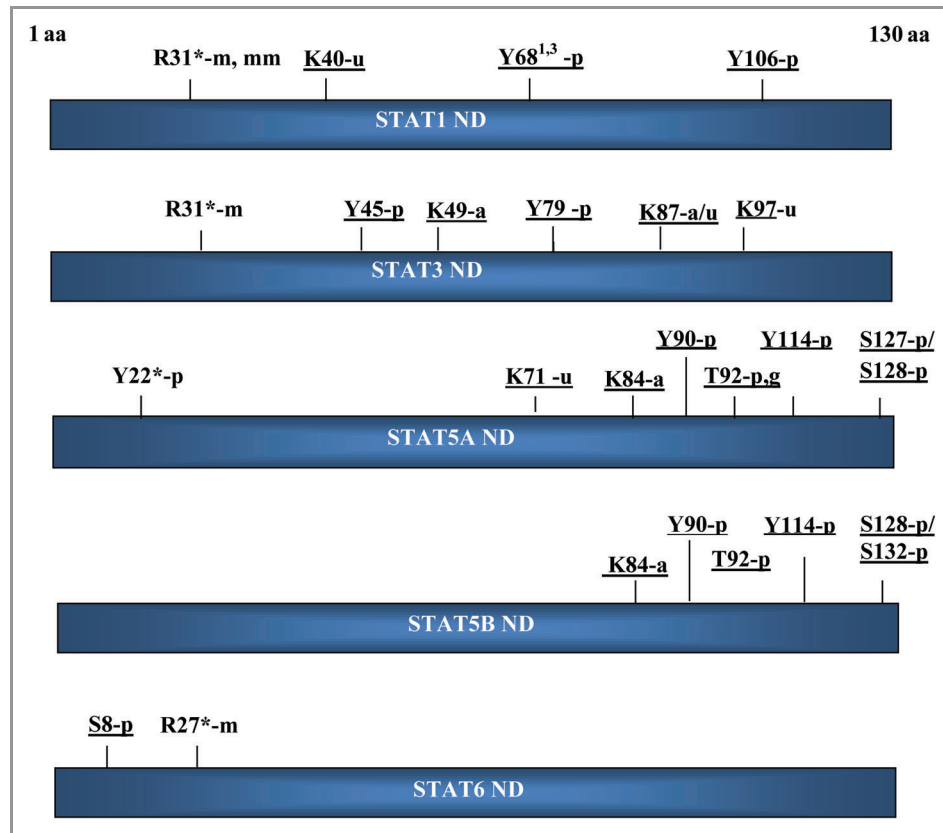 1 aa 130 aa
R31*-m, mm K40-u Y68¹,³ -p Y106-p
STAT1 ND
R31*-m Y45-p K49-a Y79 -p K87-a/u K97-u
STAT3 ND
Y90-p Y114-p S127-p/
Y22*-p K71 -u K84-a T92-p,g S128-p
STAT5A ND
Y90-p Y114-p S128-p/
K84-a T92-p S132-p
STAT5B ND
S8-p R27*-m
STAT6 ND